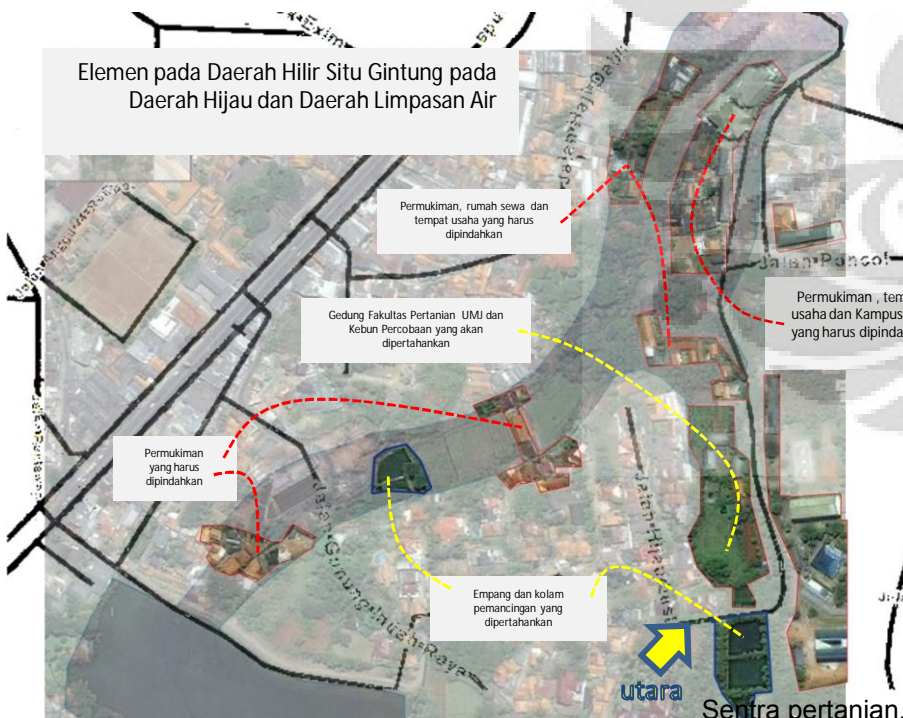 Elemen pada Daerah Hilir Situ Gintung pada
Daerah Hijau dan Daerah Limpasan Air
Permukiman, rumah sewa dan
tempat usaha yang harus
dipindahkan
Jalan Poncol
Permukiman , tem
usaha dan Kampus
yang harus dipinda
Gedung Fakultas Pertanian UMJ dan
Kebun Percobaan yang akan
dipertahankan
Permukiman
yang harus
dipindahkan
Jalan Gunung Indah Raya
Empang dan kolam
pemancingan yang
dipertahankan
utara
Sentra pertanian,